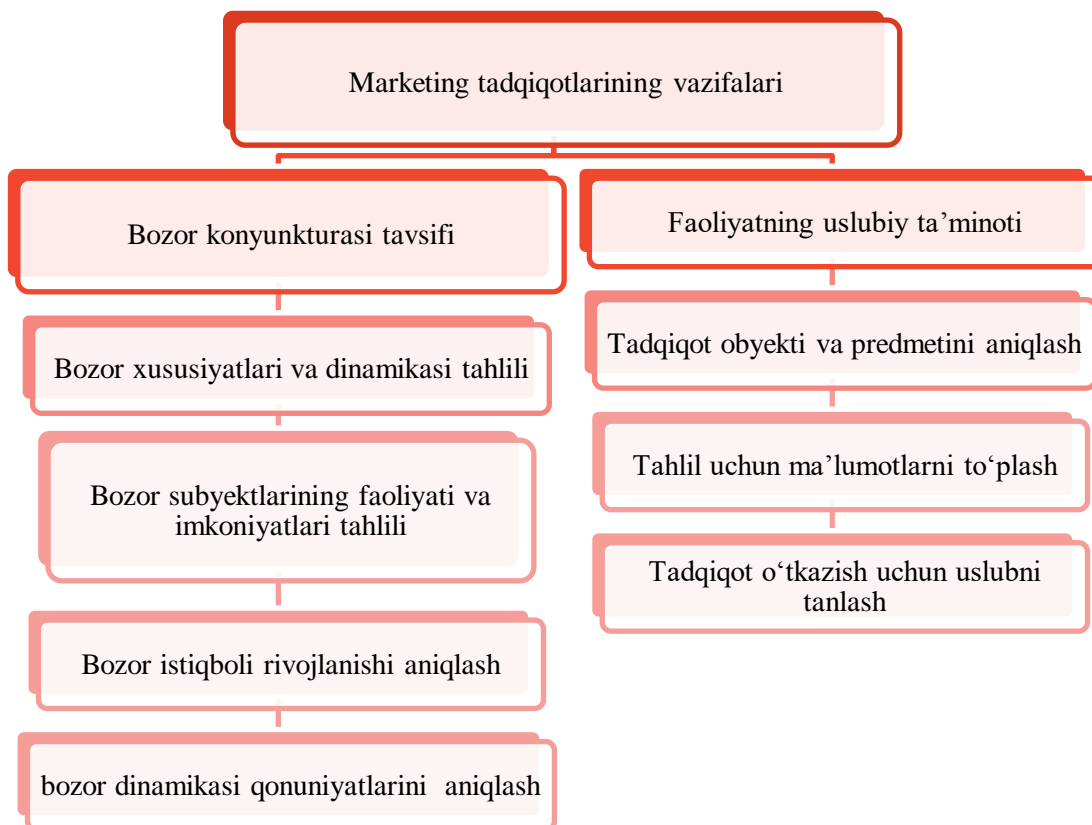 Marketing tadqiqotlarining vazifalari
Bozor konyunkturasi tavsifi
Bozor xususiyatlari va dinamikasi tahlili
Bozor subyektlarining faoliyati va
imkoniyatlari tahlili
Bozor istiqboli rivojlanishi aniqlash
bozor dinamikasi qonuniyatlarini aniqlash
Faoliyatning uslubiy ta’minoti
Tadqiqot obyekti va predmetini aniqlash
Tahlil uchun ma’lumotlarni to‘plash
Tadqiqot o‘tkazish uchun uslubni
tanlash